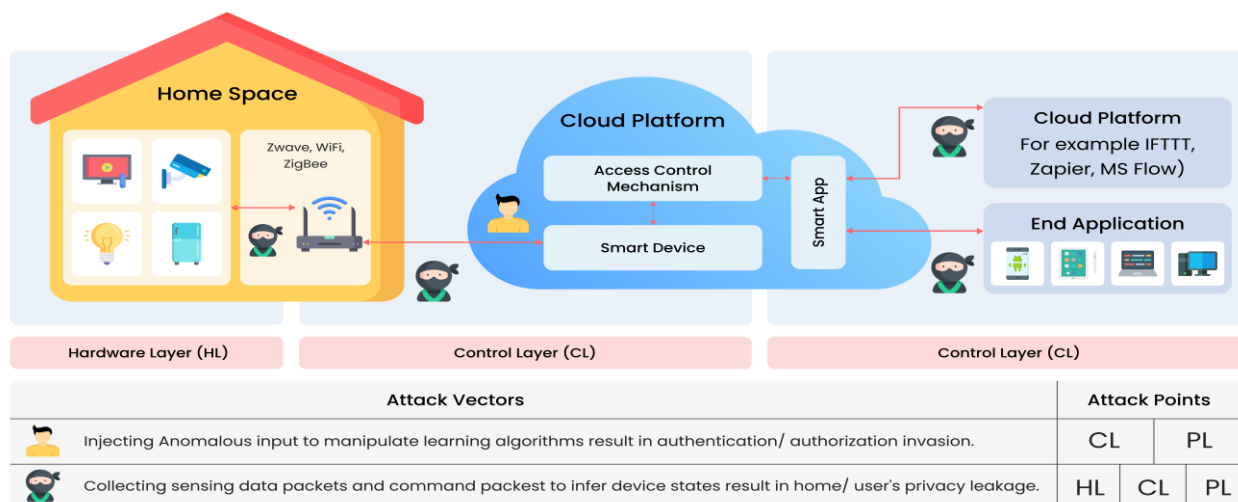 Home Space
Zwave, WiFi,
ZigBee
Cloud Platform
Access Control
Mechanism
Smart Device
Smart App
Cloud Platform
For example IFTTT,
Zapier, MS Flow)
End Application
Hardware Layer (HL)
Control Layer (CL)
Control Layer (CL)
Attack Vectors
Attack Points
Injecting Anomalous input to manipulate learning algorithms result in authentication/ authorization invasion.
CL
PL
Collecting sensing data packets and command packest to infer device states result in home/ user's privacy leakage.
HL
CL
PL